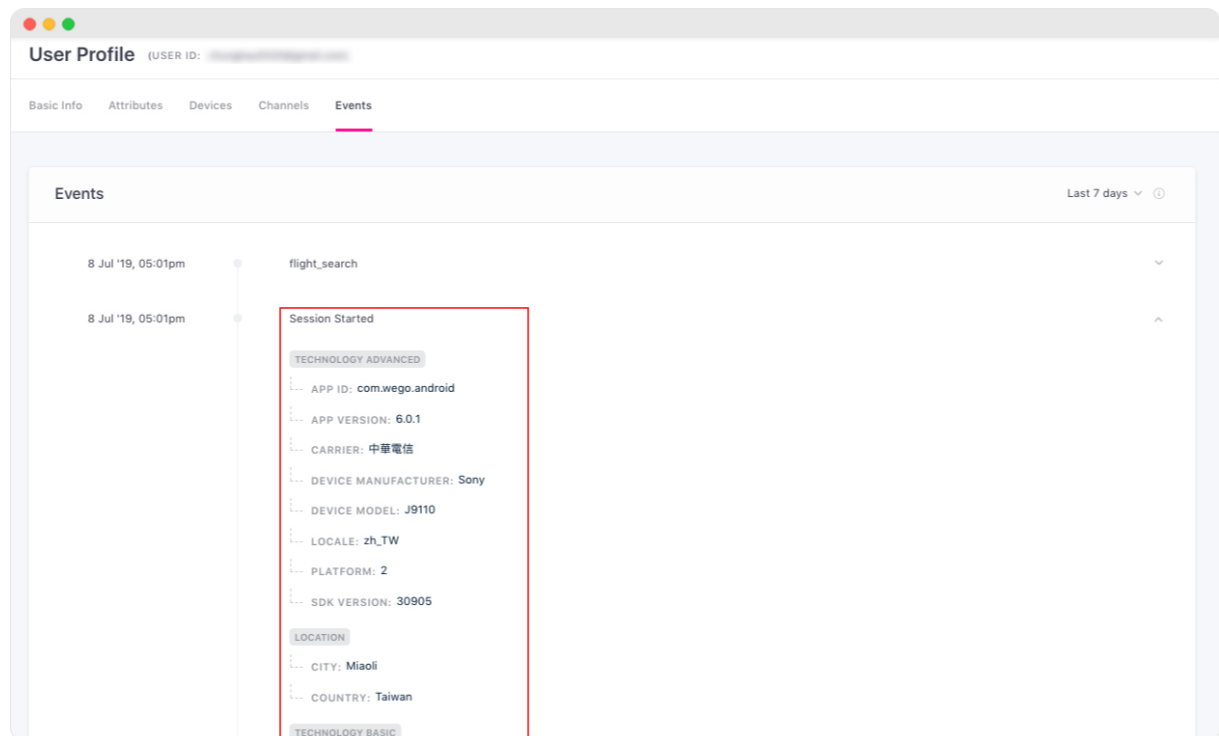 User Profile (USER ID:
Basic Info Attributes Devices Channels Events
Events Last 7 days
8 Jul '19, 05:01pm flight_search
8 Jul '19, 05:01pm Session Started
TECHNOLOGY ADVANCED
APP ID: com.wego.android
APP VERSION: 6.0.1
CARRIER: 中華電信
DEVICE MANUFACTURER: Sony
DEVICE MODEL: J9110
LOCALE: zh_TW
PLATFORM: 2
SDK VERSION: 30905
LOCATION
CITY: Miaoli
COUNTRY: Taiwan
TECHNOLOGY BASIC